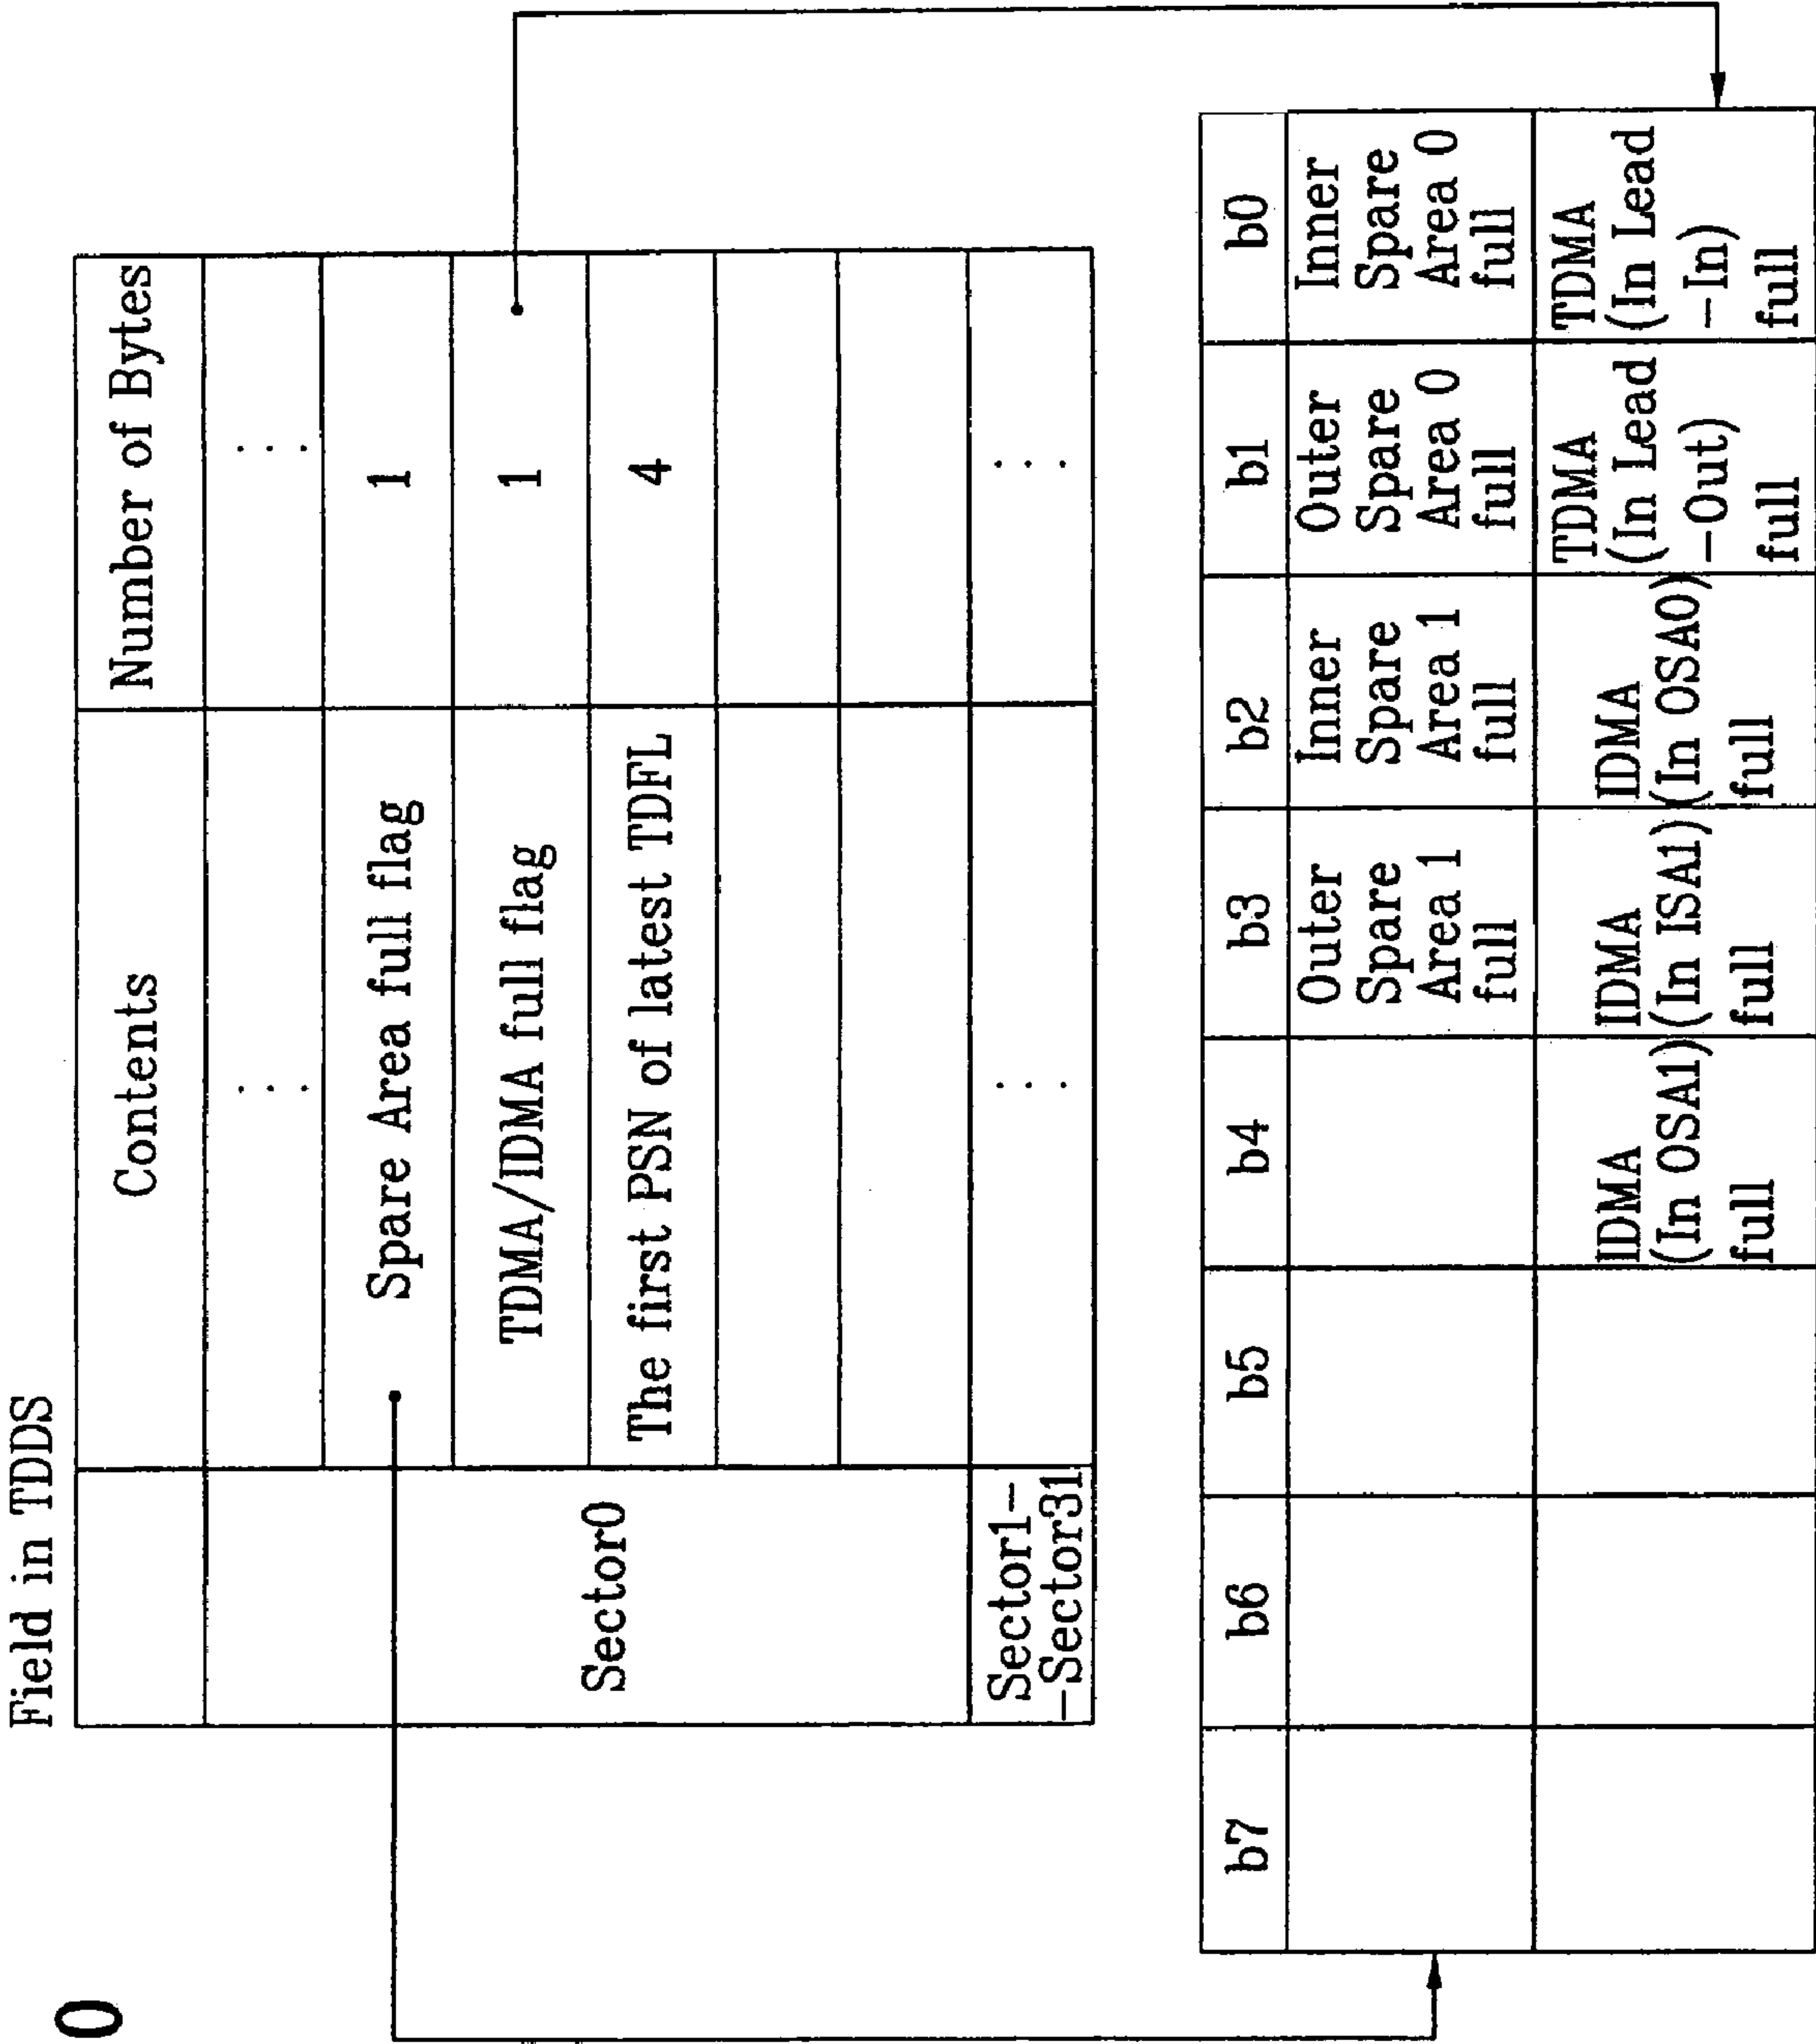 0
Field in TDDS
Contents
Number of Bytes
Sector0
...
...
Spare Area full flag
1
TDMA/IDMA full flag
1
The first PSN of latest TDFL
4
Sector1-
-Sector31
...
...
b7
b6
b5
b4
b3
b2
b1
b0
Outer
Spare
Area 1
full
Inner
Spare
Area 1
full
Outer
Spare
Area 0
full
Inner
Spare
Area 0
full
IDMA
(In OSA1)
full
IDMA
(In ISA1)
full
IDMA
(In OSA0)
full
TDMA
(In Lead
-Out)
full
TDMA
(In Lead
-In)
full